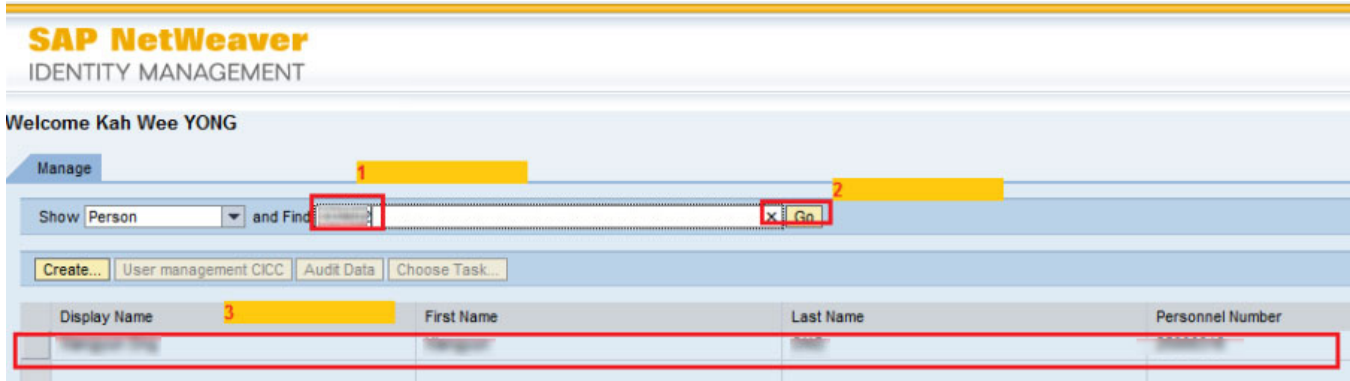 SAP NetWeaver
IDENTITY MANAGEMENT
Welcome Kah Wee YONG
Manage
1
2
Show Person and Find × Go
Create... User management CICC Audit Data Choose Task...
3
Display Name First Name Last Name Personnel Number